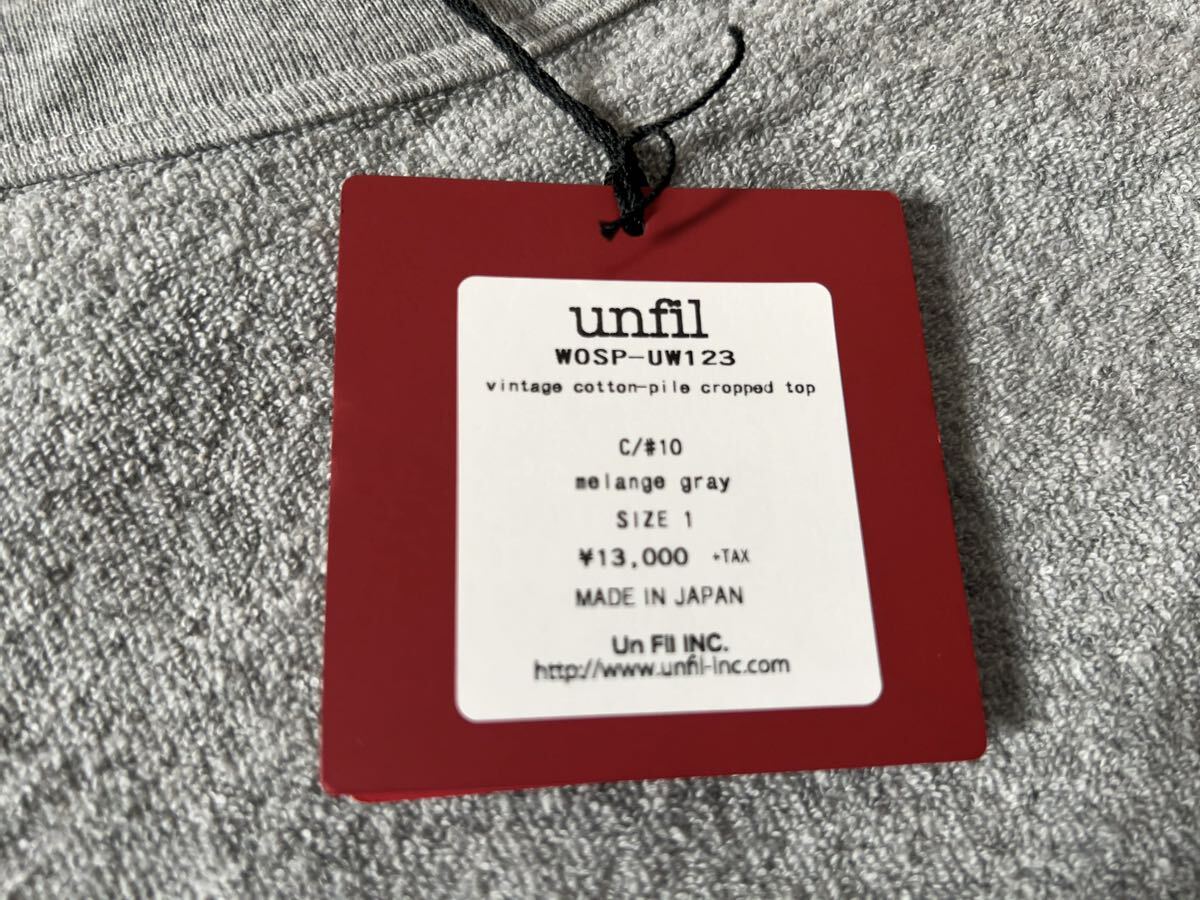 unfil
WOSP-UW123
vintage cotton-pile cropped top
C/#10
melange gray
SIZE 1
¥13,000 +TAX
MADE IN JAPAN
Un Fil INC.
http://www.unfil-inc.com